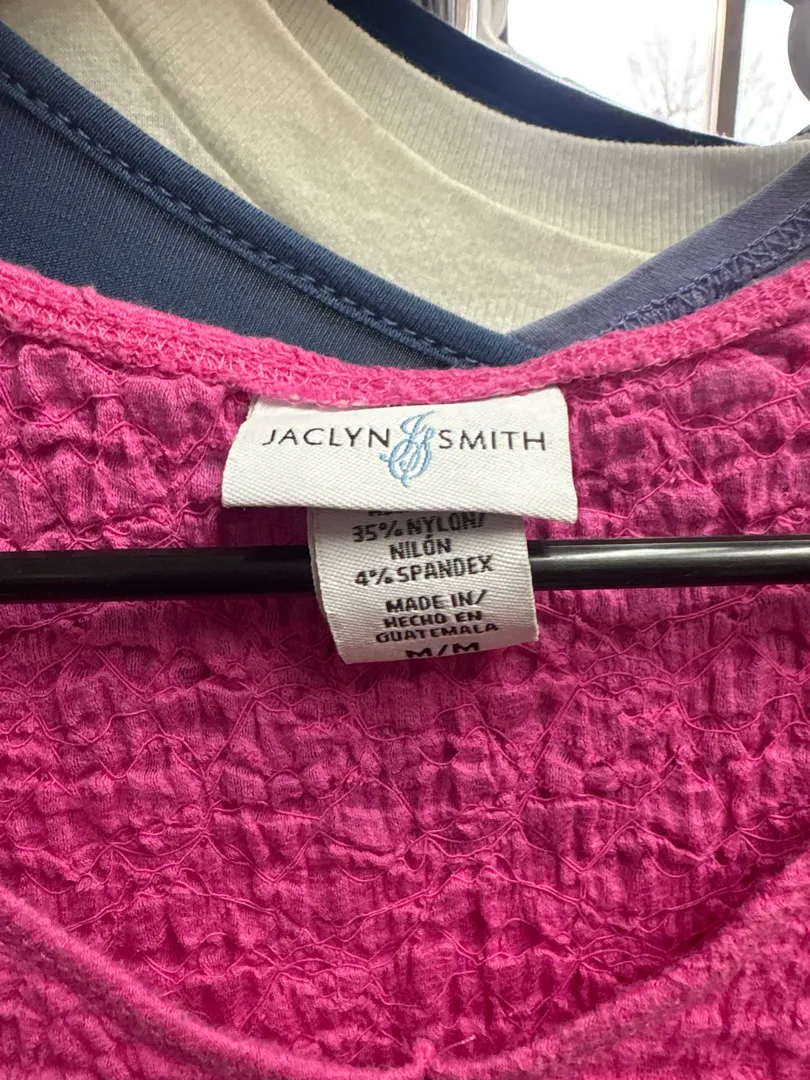 JACLYN SMITH
35% NYLON/
NILÓN
4% SPANDEX
MADE IN/
HECHO EN
GUATEMALA
M/M